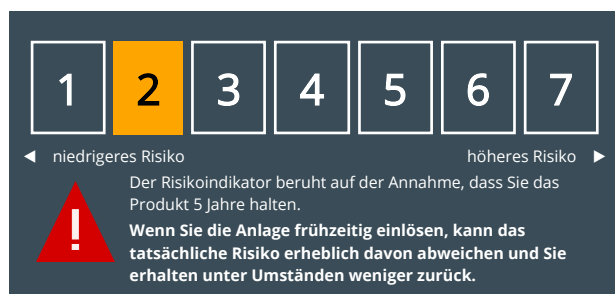 1 2 3 4 5 6 7
niedrigeres Risiko höheres Risiko
Der Risikoindikator beruht auf der Annahme, dass Sie das
Produkt 5 Jahre halten.
Wenn Sie die Anlage frühzeitig einlösen, kann das
tatsächliche Risiko erheblich davon abweichen und Sie
erhalten unter Umständen weniger zurück.